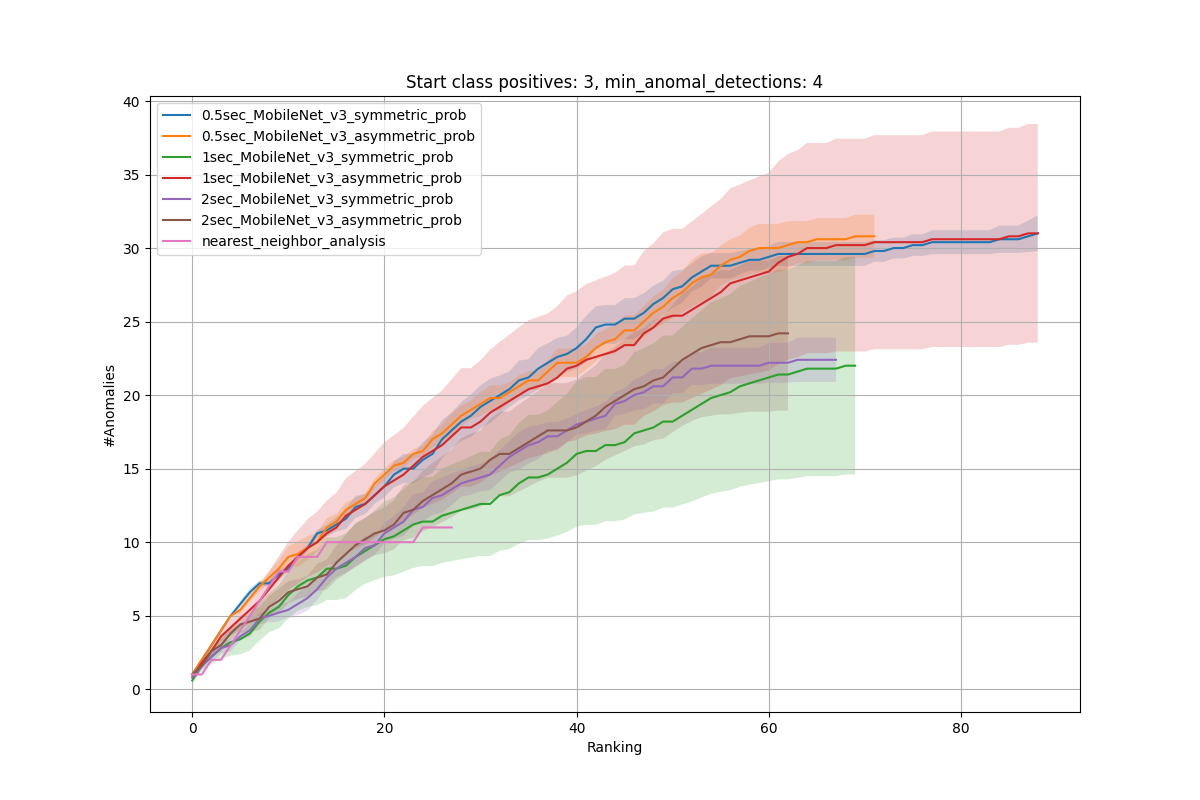 Start class positives: 3, min_anomal_detections: 4
40
35
30
25
20
15
10
5
0
#Anomalies
0.5sec_MobileNet_v3_symmetric_prob
0.5sec_MobileNet_v3_asymmetric_prob
1sec_MobileNet_v3_symmetric_prob
1sec_MobileNet_v3_asymmetric_prob
2sec_MobileNet_v3_symmetric_prob
2sec_MobileNet_v3_asymmetric_prob
nearest_neighbor_analysis
0 20 40 60 80
Ranking